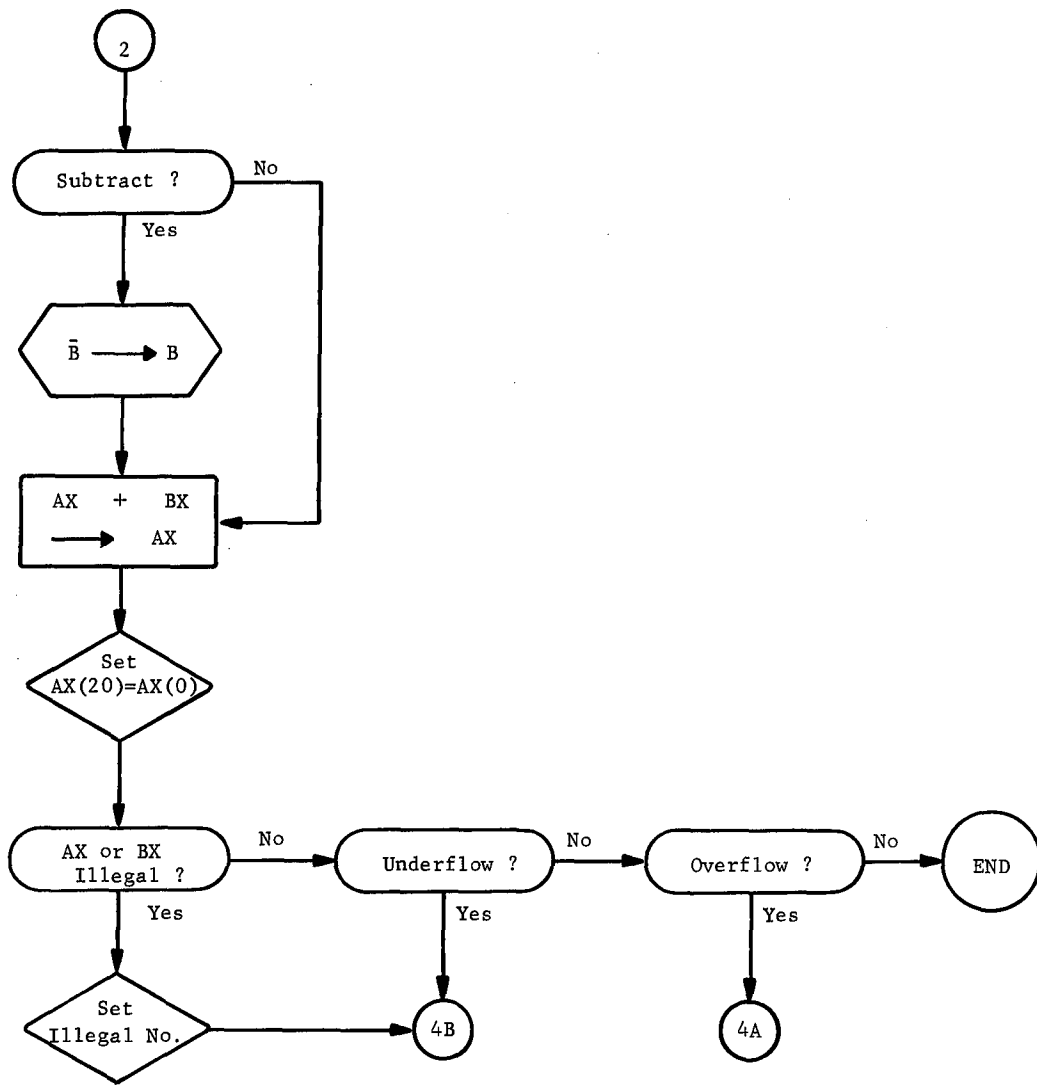 2
Subtract ?
No
Yes
B̄ ⟶ B
AX + BX
⟶ AX
Set
AX(20)=AX(0)
AX or BX
Illegal ?
No
Underflow ?
No
Overflow ?
No
END
Yes
Yes
Yes
Set
Illegal No.
4B
4A